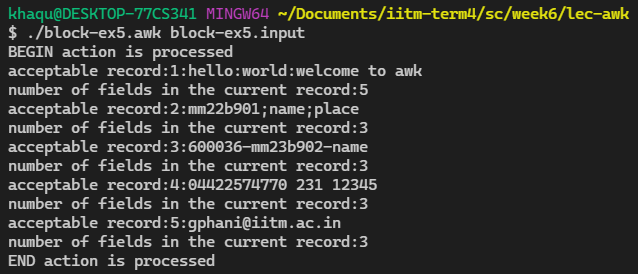 khaqu@DESKTOP-77CS341 MINGW64 ~/Documents/iitm-term4/sc/week6/lec-awk
$ ./block-ex5.awk block-ex5.input
BEGIN action is processed
acceptable record:1:hello:world:welcome to awk
number of fields in the current record:5
acceptable record:2:mm22b901;name;place
number of fields in the current record:3
acceptable record:3:600036-mm23b902-name
number of fields in the current record:3
acceptable record:4:04422574770 231 12345
number of fields in the current record:3
acceptable record:5:gphani@iitm.ac.in
number of fields in the current record:3
END action is processed